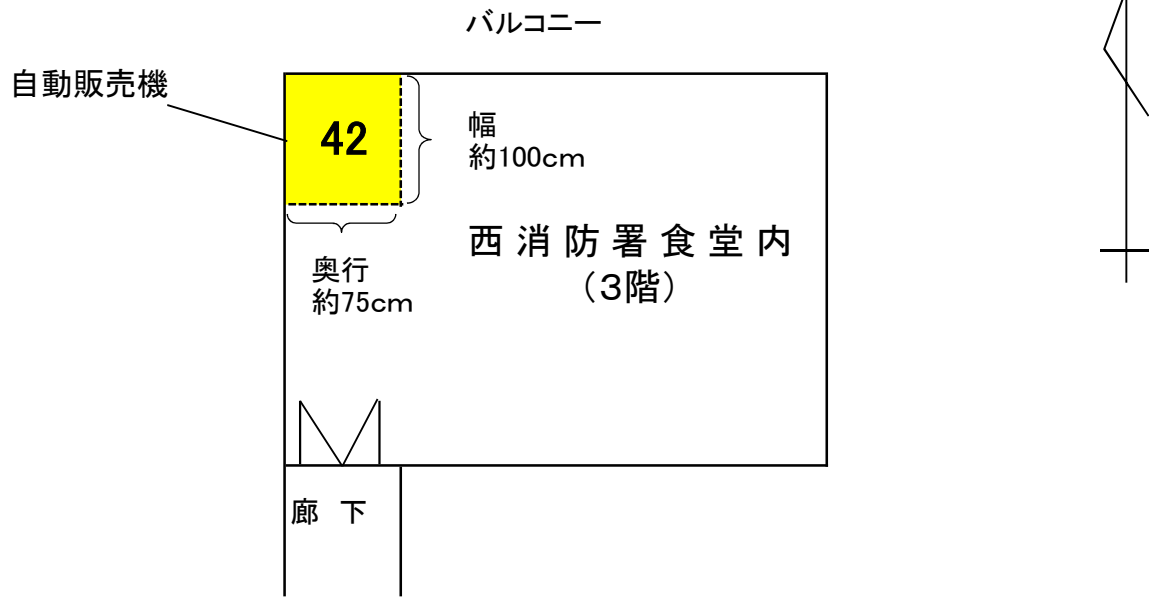 バルコニー
自動販売機
42
幅
約100cm
西消防署食堂内
（3階）
奥行
約75cm
廊 下